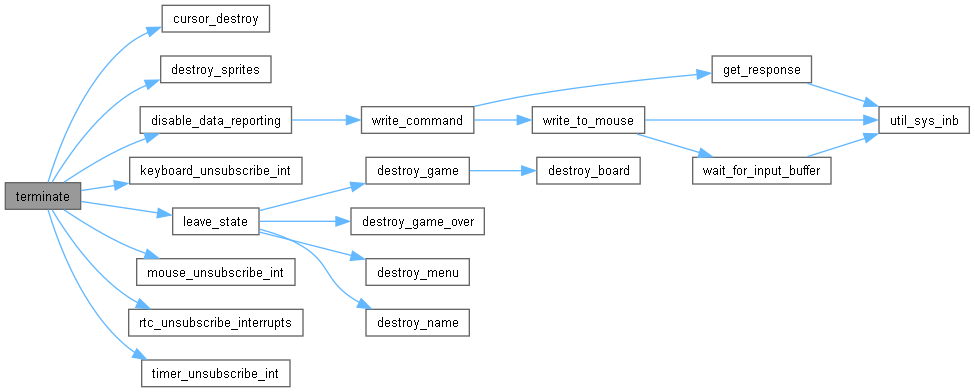 cursor_destroy
destroy_sprites
get_response
disable_data_reporting
write_command
write_to_mouse
util_sys_inb
keyboard_unsubscribe_int
destroy_game
destroy_board
wait_for_input_buffer
terminate
leave_state
destroy_game_over
mouse_unsubscribe_int
destroy_menu
rtc_unsubscribe_interrupts
destroy_name
timer_unsubscribe_int